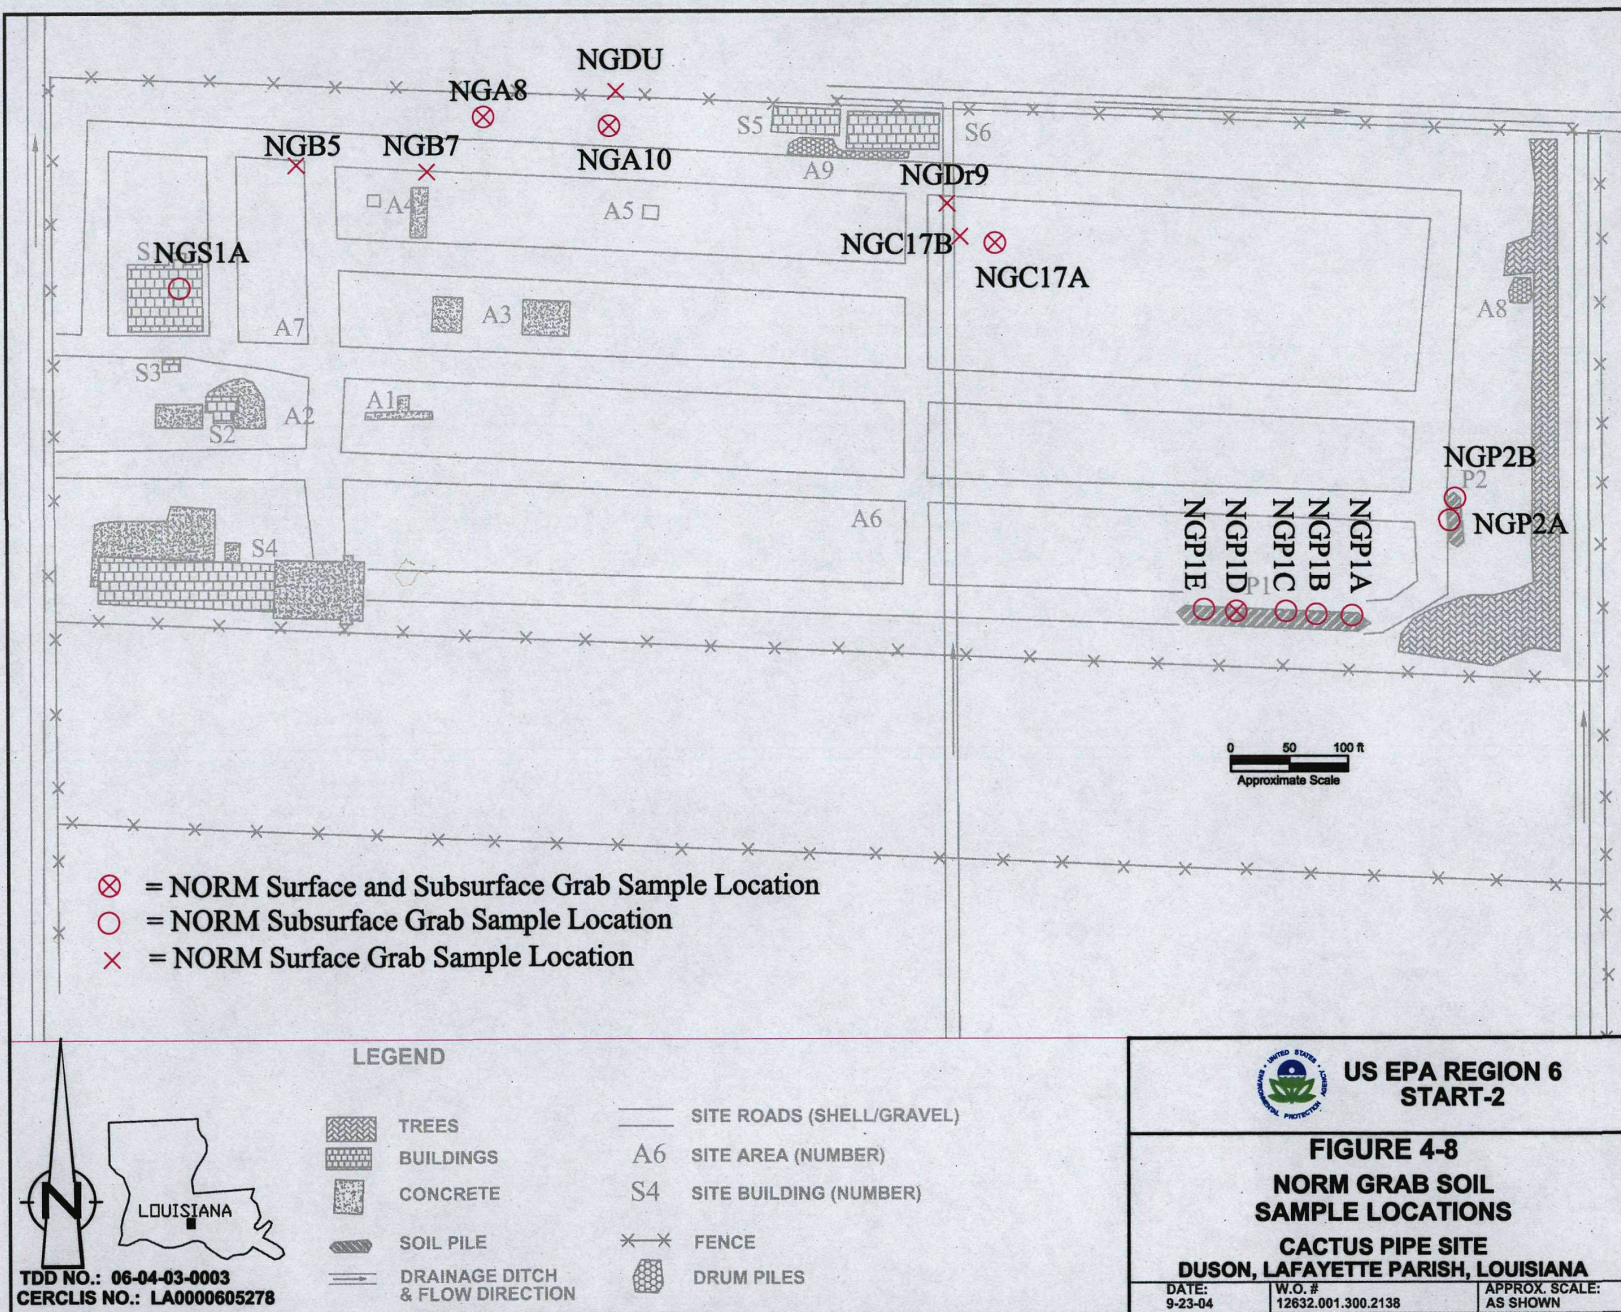 NGDU
NGA8
NGB5
NGB7
NGA10
S5
S6
A9
NGDr9
A4
A5
NGC17B
NGC17A
S
NGS1A
A7
A3
A8
S3
A2
S2
A1
NGP2B
P2
NGP2A
A6
S4
NGP1E
NGP1D
NGP1C
NGP1B
NGP1A
P1
0 50 100 ft
Approximate Scale
= NORM Surface and Subsurface Grab Sample Location
= NORM Subsurface Grab Sample Location
= NORM Surface Grab Sample Location
LEGEND
TREES
BUILDINGS
CONCRETE
SOIL PILE
DRAINAGE DITCH
& FLOW DIRECTION
SITE ROADS (SHELL/GRAVEL)
A6 SITE AREA (NUMBER)
S4 SITE BUILDING (NUMBER)
FENCE
DRUM PILES
N
LOUISIANA
TDD NO.: 06-04-03-0003
CERCLIS NO.: LA0000605278
UNITED STATES
ENVIRONMENTAL PROTECTION AGENCY
US EPA REGION 6
START-2
FIGURE 4-8
NORM GRAB SOIL
SAMPLE LOCATIONS
CACTUS PIPE SITE
DUSON, LAFAYETTE PARISH, LOUISIANA
DATE:
9-23-04
W.O. #
12632.001.300.2138
APPROX. SCALE:
AS SHOWN